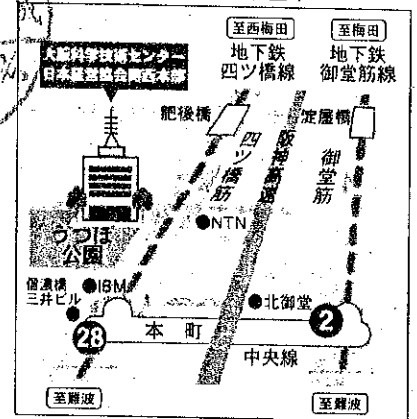 至西梅田
至梅田
地下鉄
四ツ橋線
地下鉄
御堂筋線
大阪科学技術センター
日本経営協会関西本部
肥後橋
淀屋橋
四ツ橋筋
阪神高速
御堂筋
うつぼ
公園
NTN
信濃橋
三井ビル
IBM
北御堂
28
本町
2
中央線
至難波
至難波